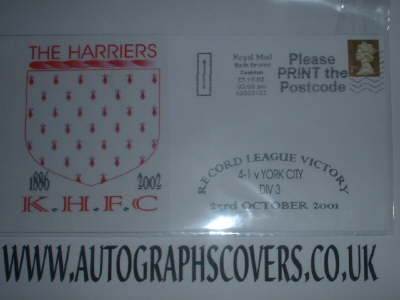 THE HARRIERS
1886 2002
K.H.F.C
Royal Mail
Please
PRINT the
Postcode
RECORD LEAGUE VICTORY
4-1 v YORK CITY
DIV 3
23rd OCTOBER 2001
WWW.AUTOGRAPHSCOVERS.CO.UK